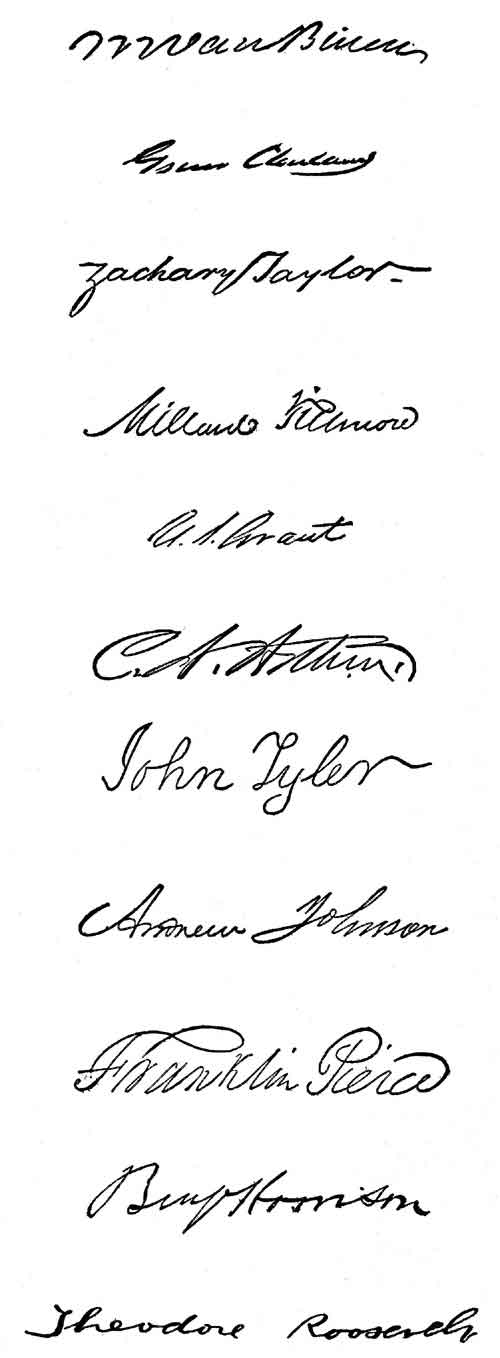 M Van Buren
Grover Cleveland
Zachary Taylor
Millard Fillmore
U. S. Grant
C. A. Arthur
John Tyler
Andrew Johnson
Franklin Pierce
Benj Harrison
Theodore Roosevelt